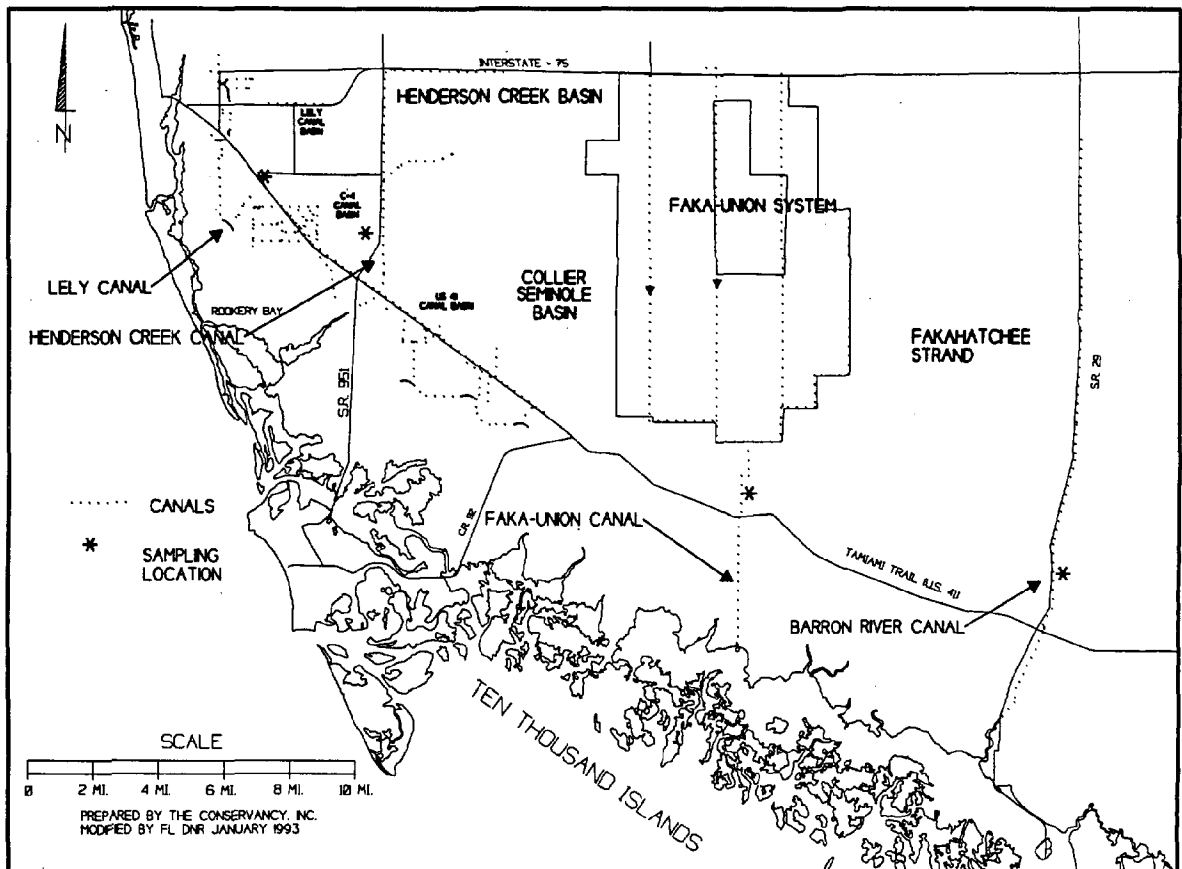 INTERSTATE - 75
HENDERSON CREEK BASIN
LELY
CANAL
BASIN
N
C-4
CANAL
BASIN
FAKA-UNION SYSTEM
LELY CANAL
ROOKERY BAY
HENDERSON CREEK CANAL
US 41
CANAL BASIN
COLLIER
SEMINOLE
BASIN
FAKAHATCHEE
STRAND
S.R. 29
S.R. 951
CANALS
SAMPLING
LOCATION
C.R. 92
FAKA-UNION CANAL
TAMIAMI TRAIL (U.S. 41)
BARRON RIVER CANAL
TEN THOUSAND ISLANDS
SCALE
0 2 MI. 4 MI. 6 MI. 8 MI. 10 MI.
PREPARED BY THE CONSERVANCY, INC.
MODIFIED BY FL DNR JANUARY 1993